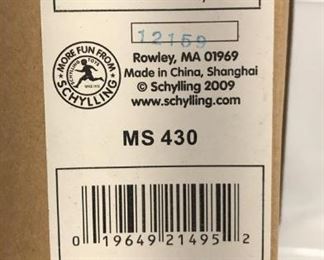 12159
MORE FUN FROM
SCHYLLING
Rowley, MA 01969
Made in China, Shanghai
© Schylling 2009
www.schylling.com
MS 430
0 19649 21495 2